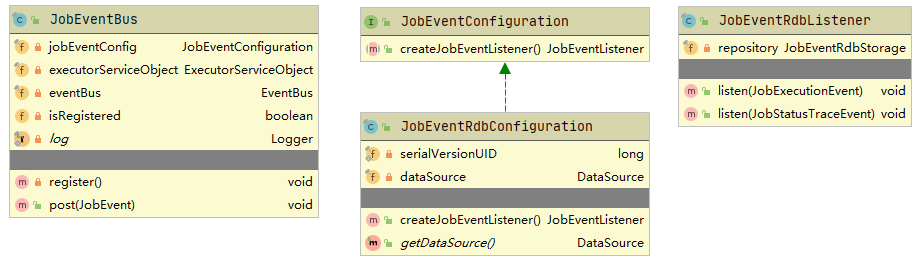 JobEventBus
jobEventConfig JobEventConfiguration
executorServiceObject ExecutorServiceObject
eventBus EventBus
isRegistered boolean
log Logger
register() void
post(JobEvent) void
JobEventConfiguration
createJobEventListener() JobEventListener
JobEventRdbConfiguration
serialVersionUID long
dataSource DataSource
createJobEventListener() JobEventListener
getDataSource() DataSource
JobEventRdbListener
repository JobEventRdbStorage
listen(JobExecutionEvent) void
listen(JobStatusTraceEvent) void